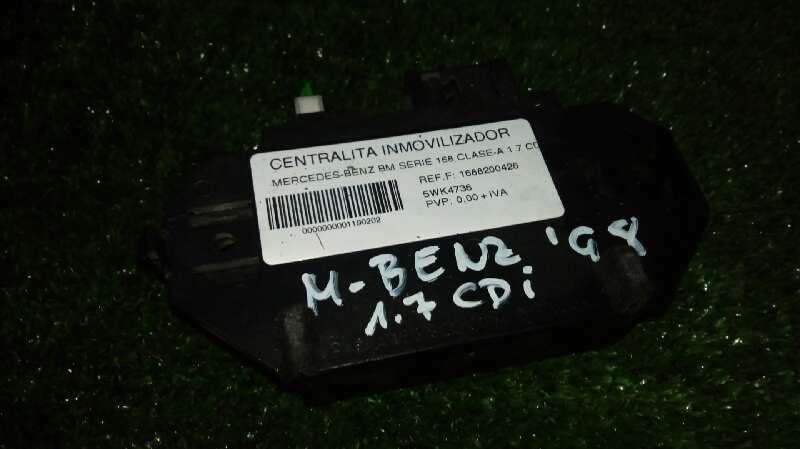 CENTRALITA INMOVILIZADOR
MERCEDES-BENZ BM SERIE 168 CLASE-A 1.7 CD
REF.F: 1688200426
5WK4736
PVP: 0.00 + IVA
0000000001190202
M-BENZ '98
1.7 CDi